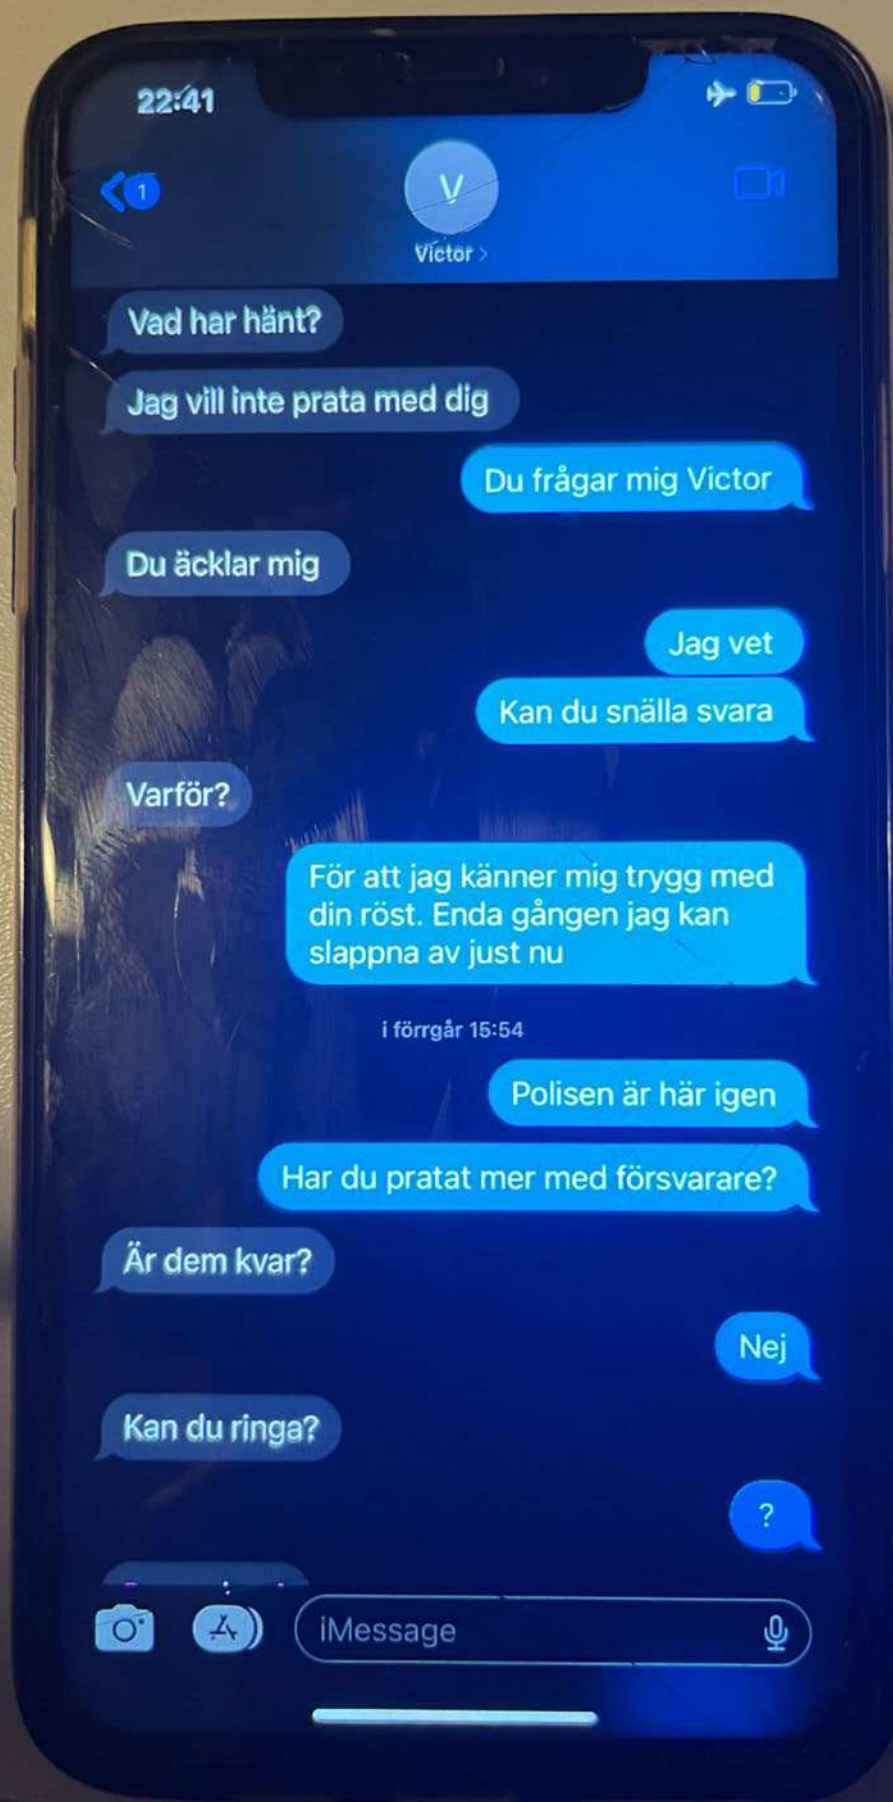 22:41
1
V
Victor >
Vad har hänt?
Jag vill inte prata med dig
Du frågar mig Victor
Du äcklar mig
Jag vet
Kan du snälla svara
Varför?
För att jag känner mig trygg med
din röst. Enda gången jag kan
slappna av just nu
i förrgår 15:54
Polisen är här igen
Har du pratat mer med försvarare?
Är dem kvar?
Nej
Kan du ringa?
?
iMessage